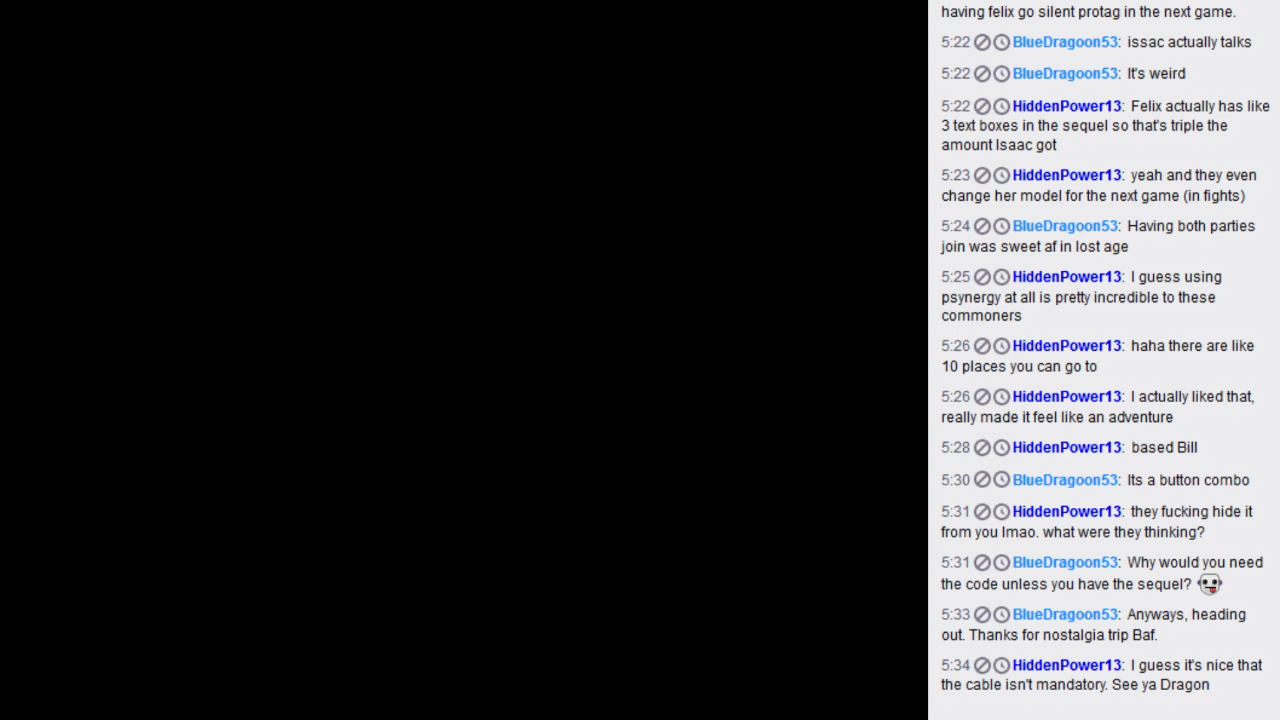 having felix go silent protag in the next game.
5:22 BlueDragoon53: issac actually talks
5:22 BlueDragoon53: It's weird
5:22 HiddenPower13: Felix actually has like
3 text boxes in the sequel so that's triple the
amount Isaac got
5:23 HiddenPower13: yeah and they even
change her model for the next game (in fights)
5:24 BlueDragoon53: Having both parties
join was sweet af in lost age
5:25 HiddenPower13: I guess using
psynergy at all is pretty incredible to these
commoners
5:26 HiddenPower13: haha there are like
10 places you can go to
5:26 HiddenPower13: I actually liked that,
really made it feel like an adventure
5:28 HiddenPower13: based Bill
5:30 BlueDragoon53: Its a button combo
5:31 HiddenPower13: they fucking hide it
from you lmao. what were they thinking?
5:31 BlueDragoon53: Why would you need
the code unless you have the sequel?
5:33 BlueDragoon53: Anyways, heading
out. Thanks for nostalgia trip Baf.
5:34 HiddenPower13: I guess it's nice that
the cable isn't mandatory. See ya Dragon